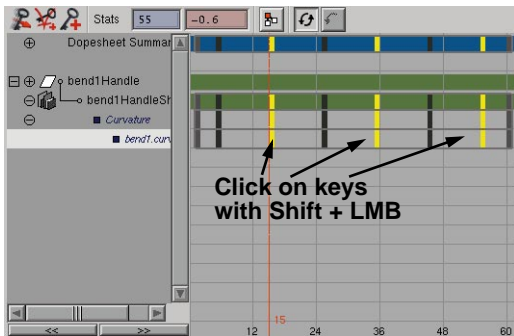 Stats 55 -0.6
Dopesheet Summar
bend1Handle
bend1HandleSh
Curvature
bend1.curv
Click on keys
with Shift + LMB
15
<< >> 12 24 36 48 60